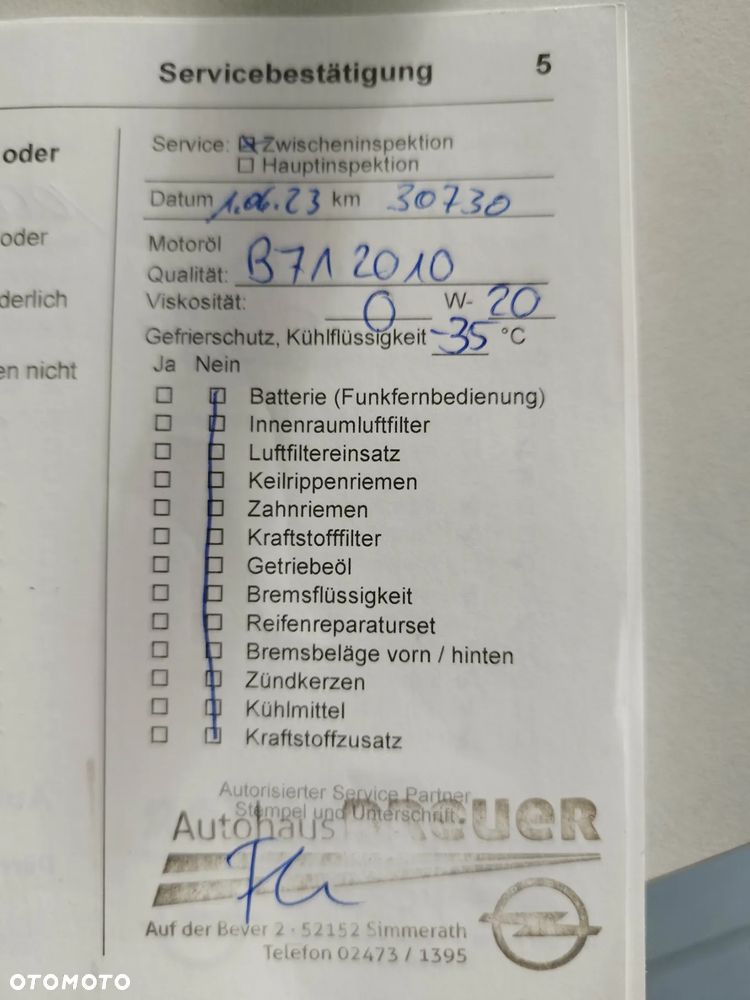 Servicebestätigung 5
oder
oder
derlich
en nicht
Service: ☒ Zwischeninspektion
☐ Hauptinspektion
Datum 1.06.23 km 30730
Motoröl
Qualität: B71 2010
Viskosität: 0 W- 20
Gefrierschutz, Kühlflüssigkeit -35 °C
Ja Nein
Batterie (Funkfernbedienung)
Innenraumluftfilter
Luftfiltereinsatz
Keilrippenriemen
Zahnriemen
Kraftstofffilter
Getriebeöl
Bremsflüssigkeit
Reifenreparaturset
Bremsbeläge vorn / hinten
Zündkerzen
Kühlmittel
Kraftstoffzusatz
Autorisierter Service Partner
Stempel und Unterschrift
Autohaus BREUER
Auf der Bever 2 · 52152 Simmerath
Telefon 02473 / 1395
OTOMOTO